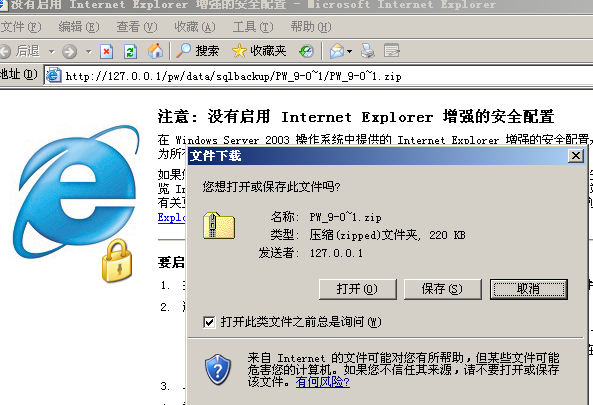 没有启用 Internet Explorer 增强的安全配置 - Microsoft Internet Explorer
文件(F) 编辑(E) 查看(V) 收藏(A) 工具(T) 帮助(H)
后退 搜索 收藏夹
地址(D) http://127.0.0.1/pw/data/sqlbackup/PW_9-0~1/PW_9-0~1.zip
注意: 没有启用 Internet Explorer 增强的安全配置
在 Windows Server 2003 操作系统中提供的 Internet Explorer 增强的安全配置
为所
文件下载
如果
您想打开或保存此文件吗?
览 In
有关
Explo
名称: PW_9-0~1.zip
类型: 压缩(zipped)文件夹, 220 KB
发送者: 127.0.0.1
要启
1.
打开(O) 保存(S) 取消
2.
打开此类文件之前总是询问(W)
来自 Internet 的文件可能对您有所帮助，但某些文件可能
危害您的计算机。如果您不信任其来源，请不要打开或保存
该文件。有何风险?
3.